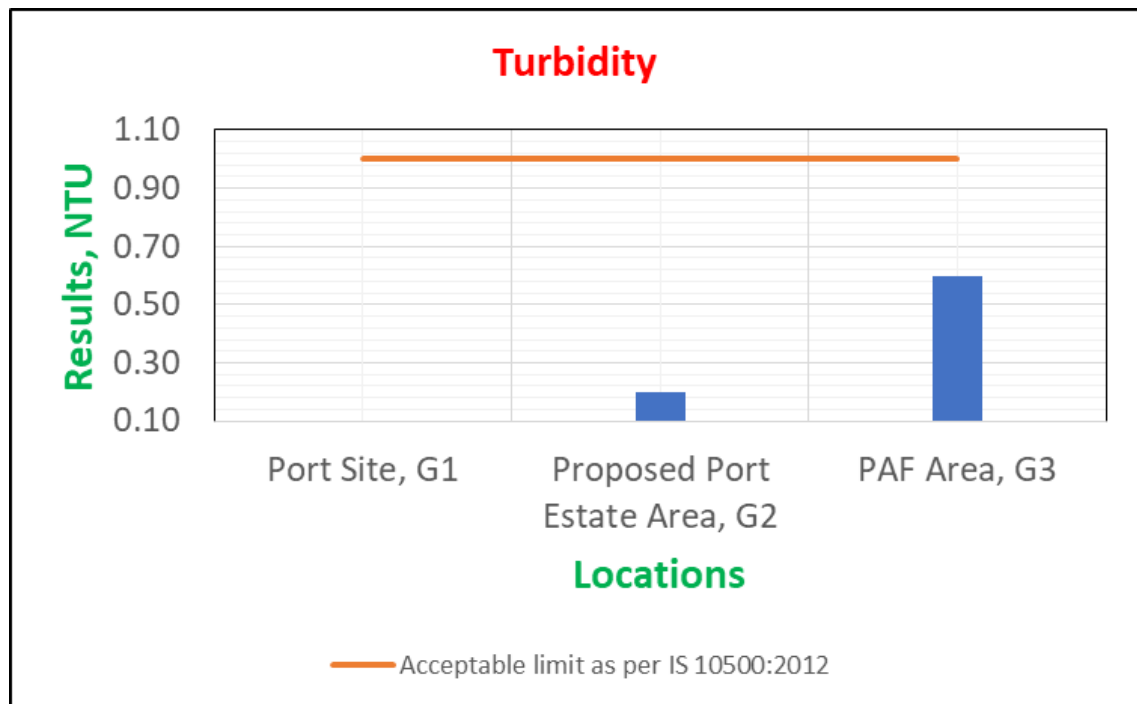 Turbidity
Results, NTU
1.10
0.90
0.70
0.50
0.30
0.10
Port Site, G1
Proposed Port
Estate Area, G2
PAF Area, G3
Locations
Acceptable limit as per IS 10500:2012